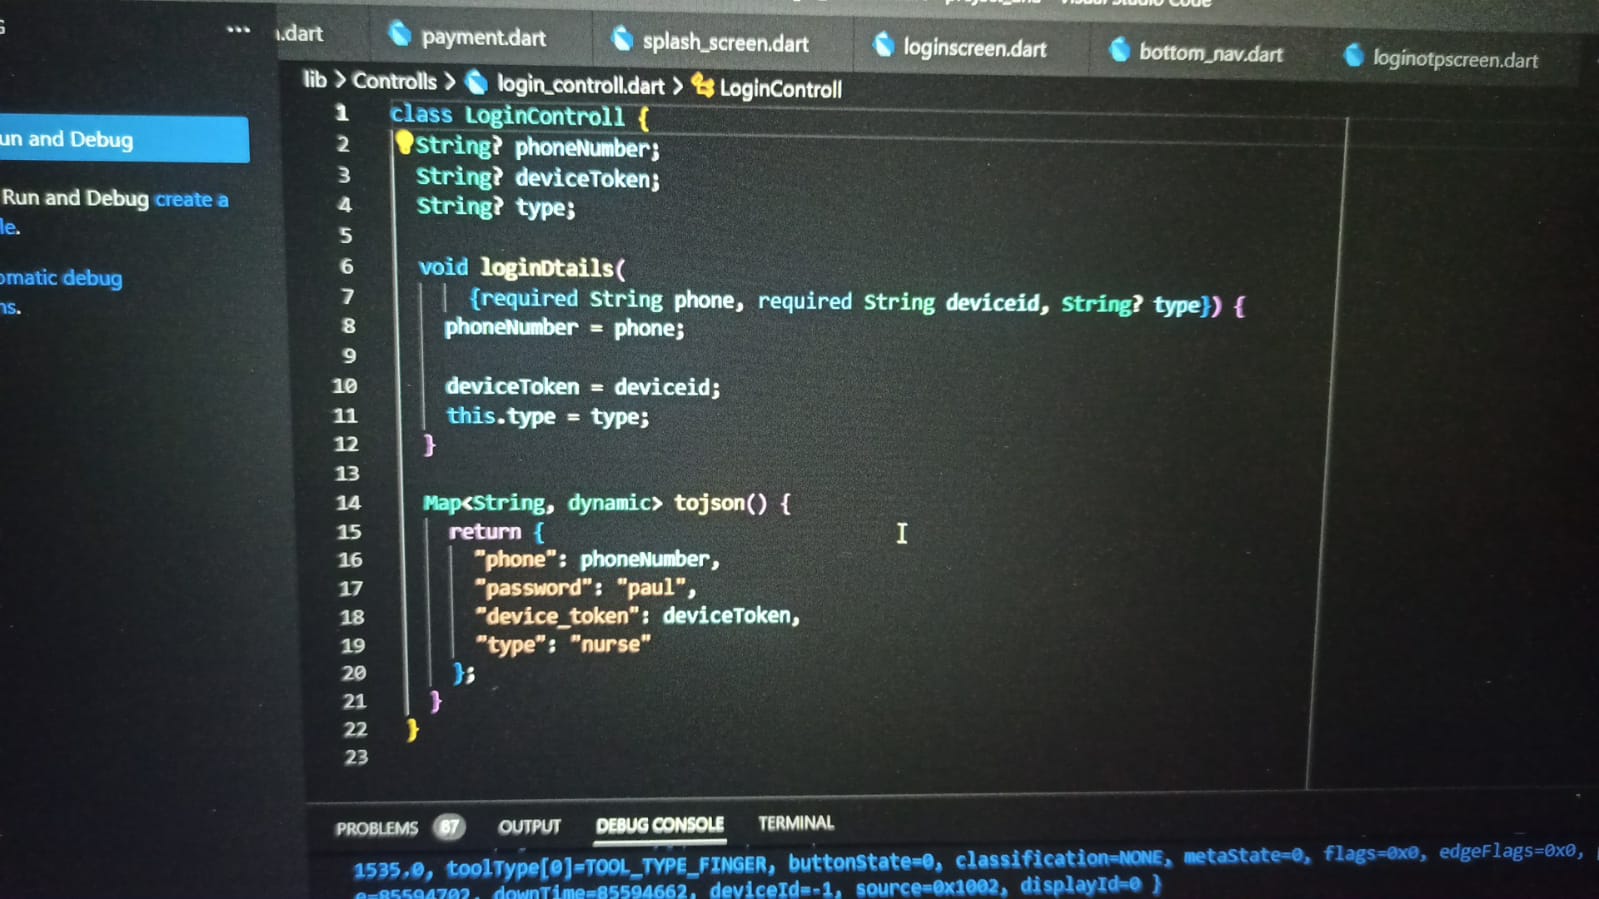 Visual Studio Code
.dart
payment.dart
splash_screen.dart
loginscreen.dart
bottom_nav.dart
loginotpscreen.dart
lib > Controlls > login_controll.dart > LoginControll
un and Debug
Run and Debug create a
le.
omatic debug
ns.
1 class LoginControll {
2 String? phoneNumber;
3 String? deviceToken;
4 String? type;
5
6 void loginDtails(
7 {required String phone, required String deviceid, String? type}) {
8 phoneNumber = phone;
9
10 deviceToken = deviceid;
11 this.type = type;
12 }
13
14 Map<String, dynamic> tojson() {
15 return {
16 "phone": phoneNumber,
17 "password": "paul",
18 "device_token": deviceToken,
19 "type": "nurse"
20 };
21 }
22 }
23
PROBLEMS 87 OUTPUT DEBUG CONSOLE TERMINAL
1535.0, toolType[0]=TOOL_TYPE_FINGER, buttonState=0, classification=NONE, metaState=0, flags=0x0, edgeFlags=0x0,
e=85594702, downTime=85594662, deviceId=-1, source=0x1002, displayId=0 }